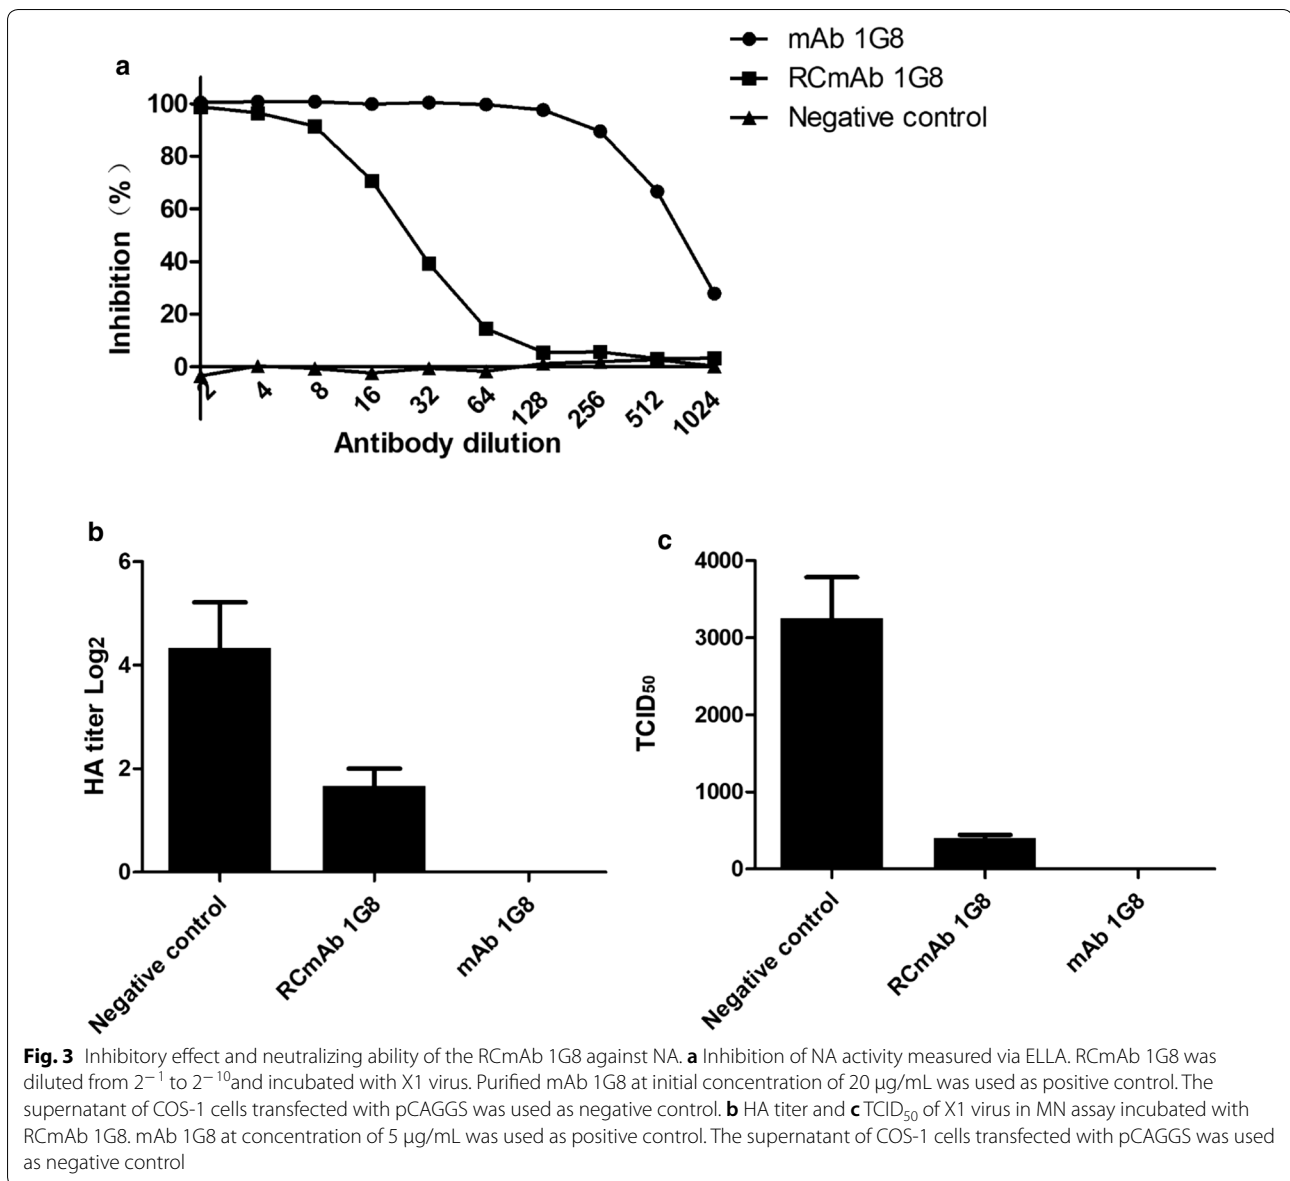 mAb 1G8
RCmAb 1G8
Negative control
a
100
80
60
40
20
0
Inhibition (%)
2 4 8 16 32 64 128 256 512 1024
Antibody dilution
b
6
4
2
0
HA titer Log2
Negative control
RCmAb 1G8
mAb 1G8
c
4000
3000
2000
1000
0
TCID50
Negative control
RCmAb 1G8
mAb 1G8
Fig. 3 Inhibitory effect and neutralizing ability of the RCmAb 1G8 against NA. a Inhibition of NA activity measured via ELLA. RCmAb 1G8 was
diluted from 2⁻¹ to 2⁻¹⁰and incubated with X1 virus. Purified mAb 1G8 at initial concentration of 20 μg/mL was used as positive control. The
supernatant of COS-1 cells transfected with pCAGGS was used as negative control. b HA titer and c TCID₅₀ of X1 virus in MN assay incubated with
RCmAb 1G8. mAb 1G8 at concentration of 5 μg/mL was used as positive control. The supernatant of COS-1 cells transfected with pCAGGS was used
as negative control